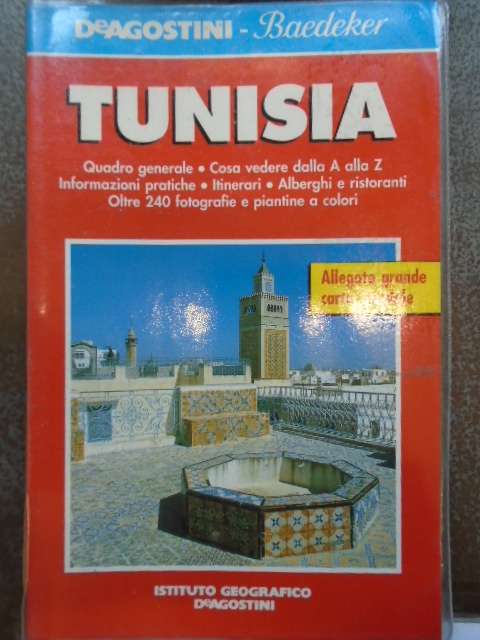 DeAGOSTINI - Baedeker
TUNISIA
Quadro generale • Cosa vedere dalla A alla Z
Informazioni pratiche • Itinerari • Alberghi e ristoranti
Oltre 240 fotografie e piantine a colori
Allegata grande
carta
ISTITUTO GEOGRAFICO
DeAGOSTINI